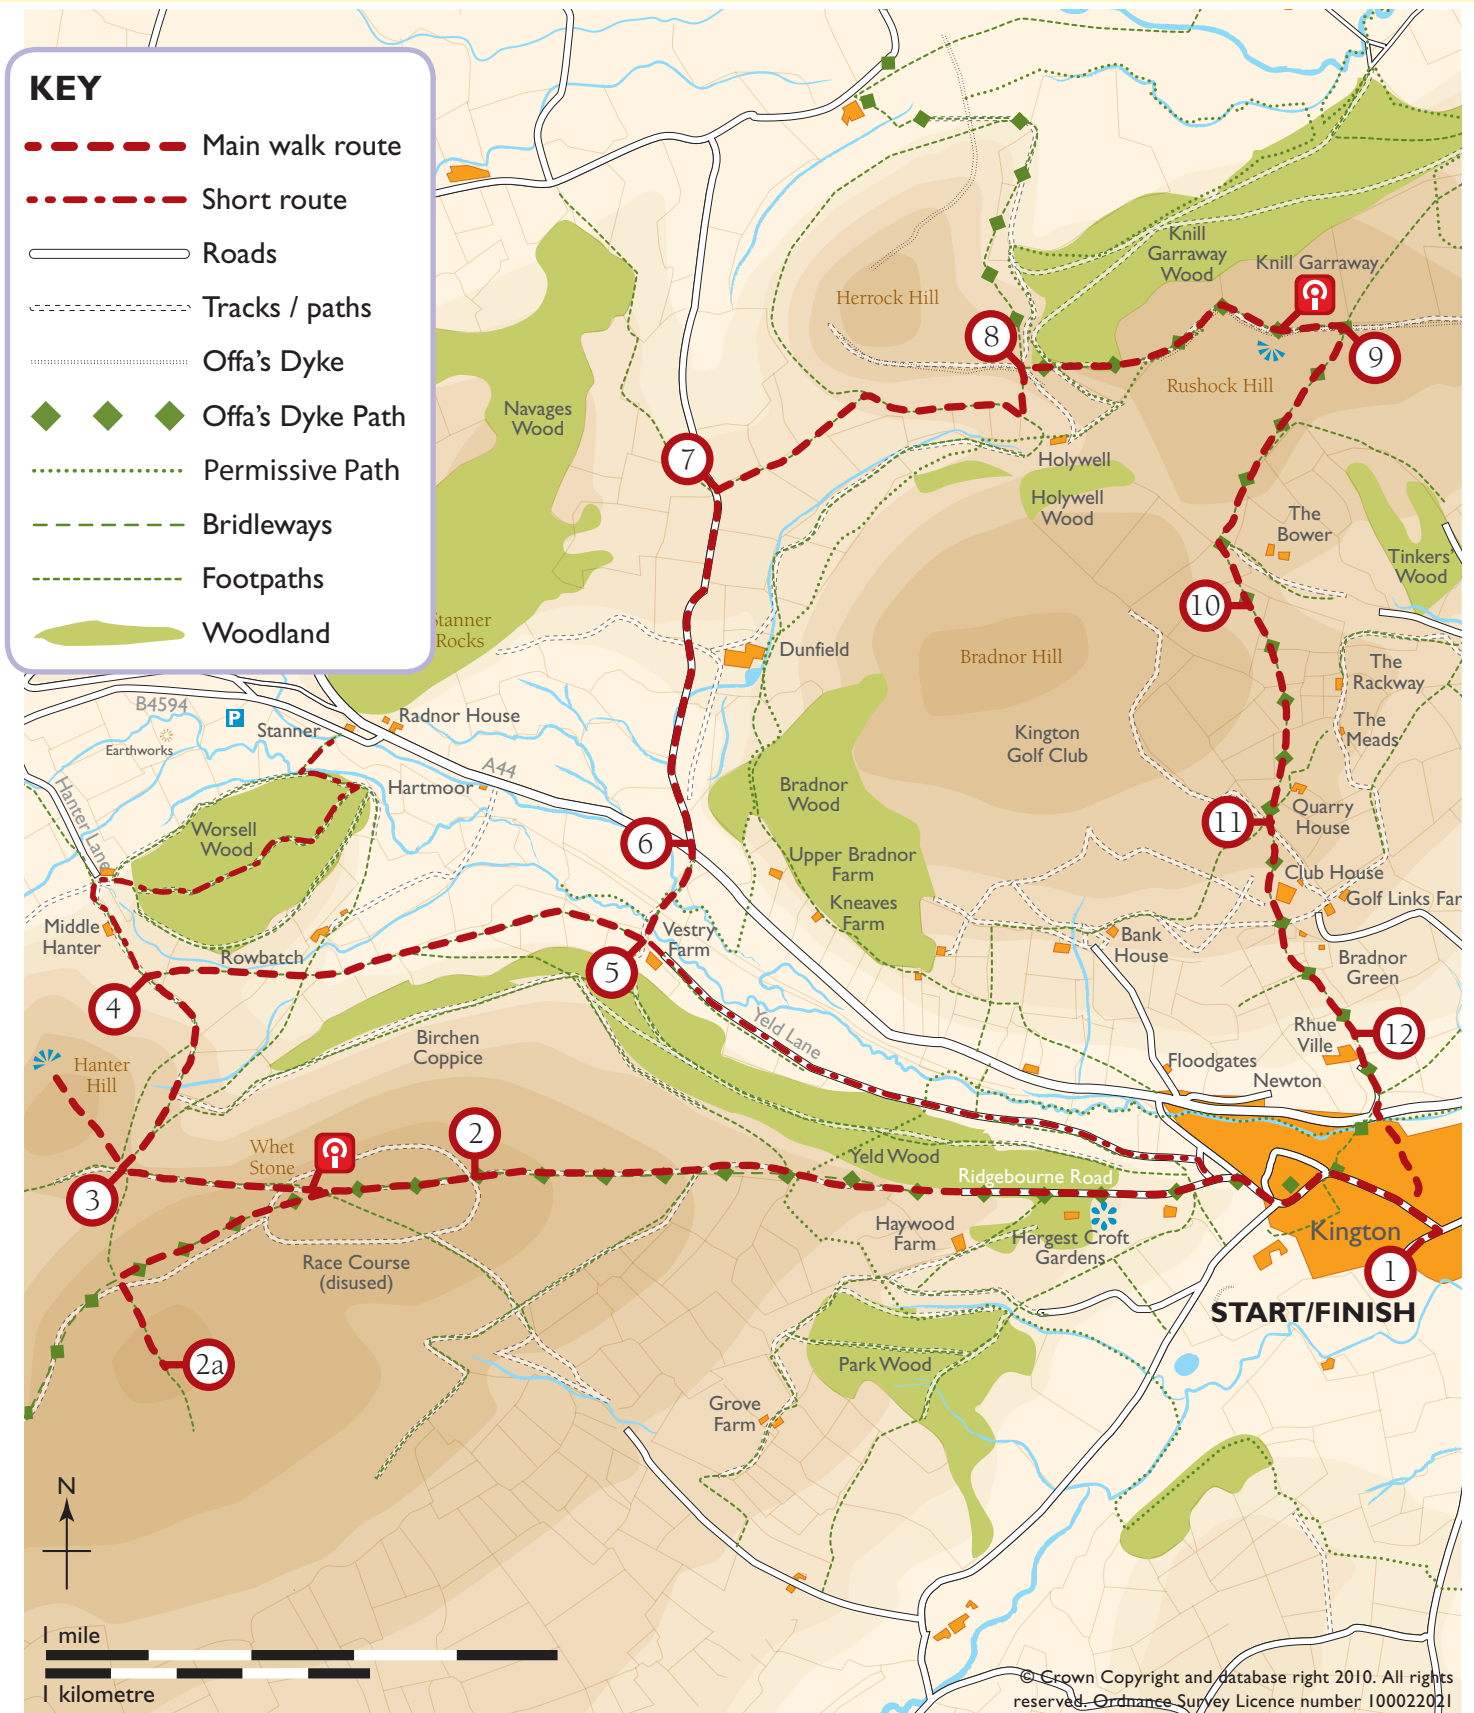 KEY
Main walk route
Short route
Roads
Tracks / paths
Offa's Dyke
Offa's Dyke Path
Permissive Path
Bridleways
Footpaths
Woodland
Knill
Garraway
Wood
Knill Garraway
Herrock Hill
8
9
Rushock Hill
Navages
Wood
7
Holywell
Holywell
Wood
The
Bower
Tinkers'
Wood
10
Stanner
Rocks
Dunfield
Bradnor Hill
The
Rackway
The
Meads
B4594
P
Stanner
Radnor House
Earthworks
Kington
Golf Club
A44
Hartmoor
Hanter Lane
Bradnor
Wood
Worsell
Wood
6
11
Quarry
House
Upper Bradnor
Farm
Club House
Kneaves
Farm
Golf Links Far
Middle
Hanter
Vestry
Farm
Bank
House
Rowbatch
5
Bradnor
Green
4
Birchen
Coppice
Yeld Lane
Rhue
Ville
12
Hanter
Hill
Floodgates
Newton
2
Whet
Stone
Yeld Wood
Ridgebourne Road
3
Haywood
Farm
Hergest Croft
Gardens
Kington
Race Course
(disused)
1
START/FINISH
2a
Park Wood
Grove
Farm
N
1 mile
1 kilometre
© Crown Copyright and database right 2010. All rights
reserved. Ordnance Survey Licence number 100022021